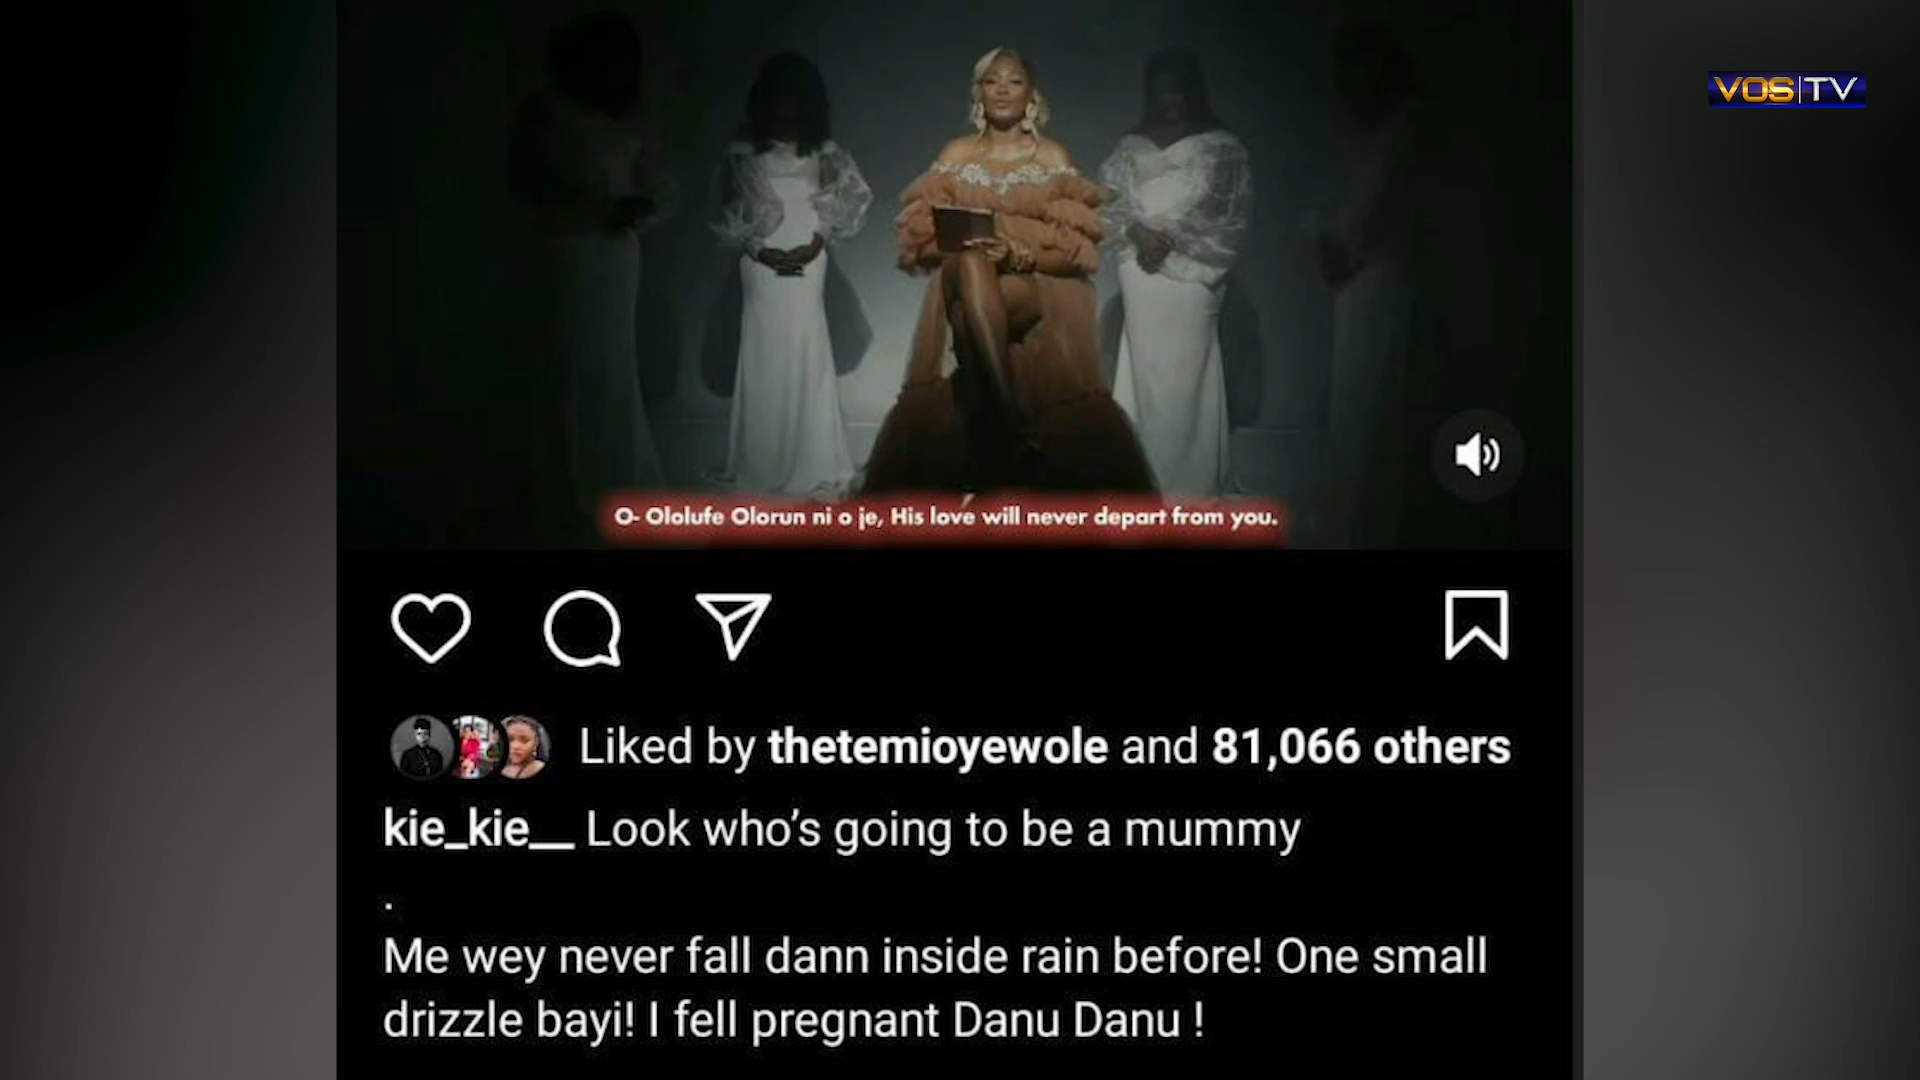 VOS|TV
O- Ololufe Olorun ni o je, His love will never depart from you.
Liked by thetemioyewole and 81,066 others
kie_kie__ Look who's going to be a mummy
.
Me wey never fall dann inside rain before! One small
drizzle bayi! I fell pregnant Danu Danu !